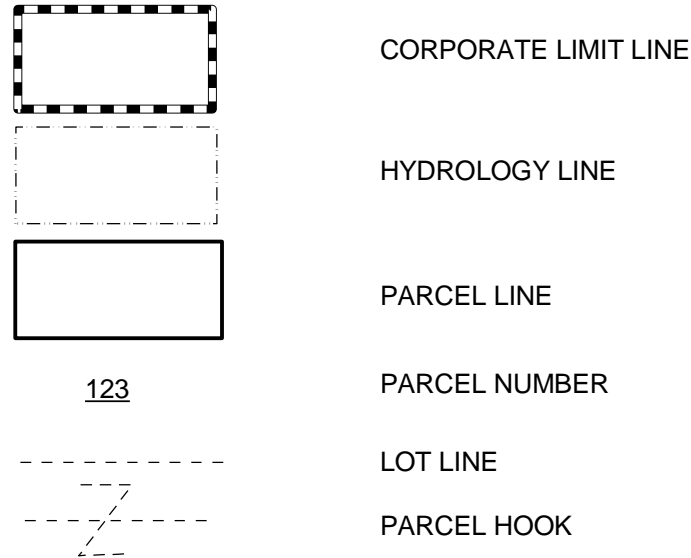 CORPORATE LIMIT LINE
HYDROLOGY LINE
PARCEL LINE
123 PARCEL NUMBER
LOT LINE
PARCEL HOOK